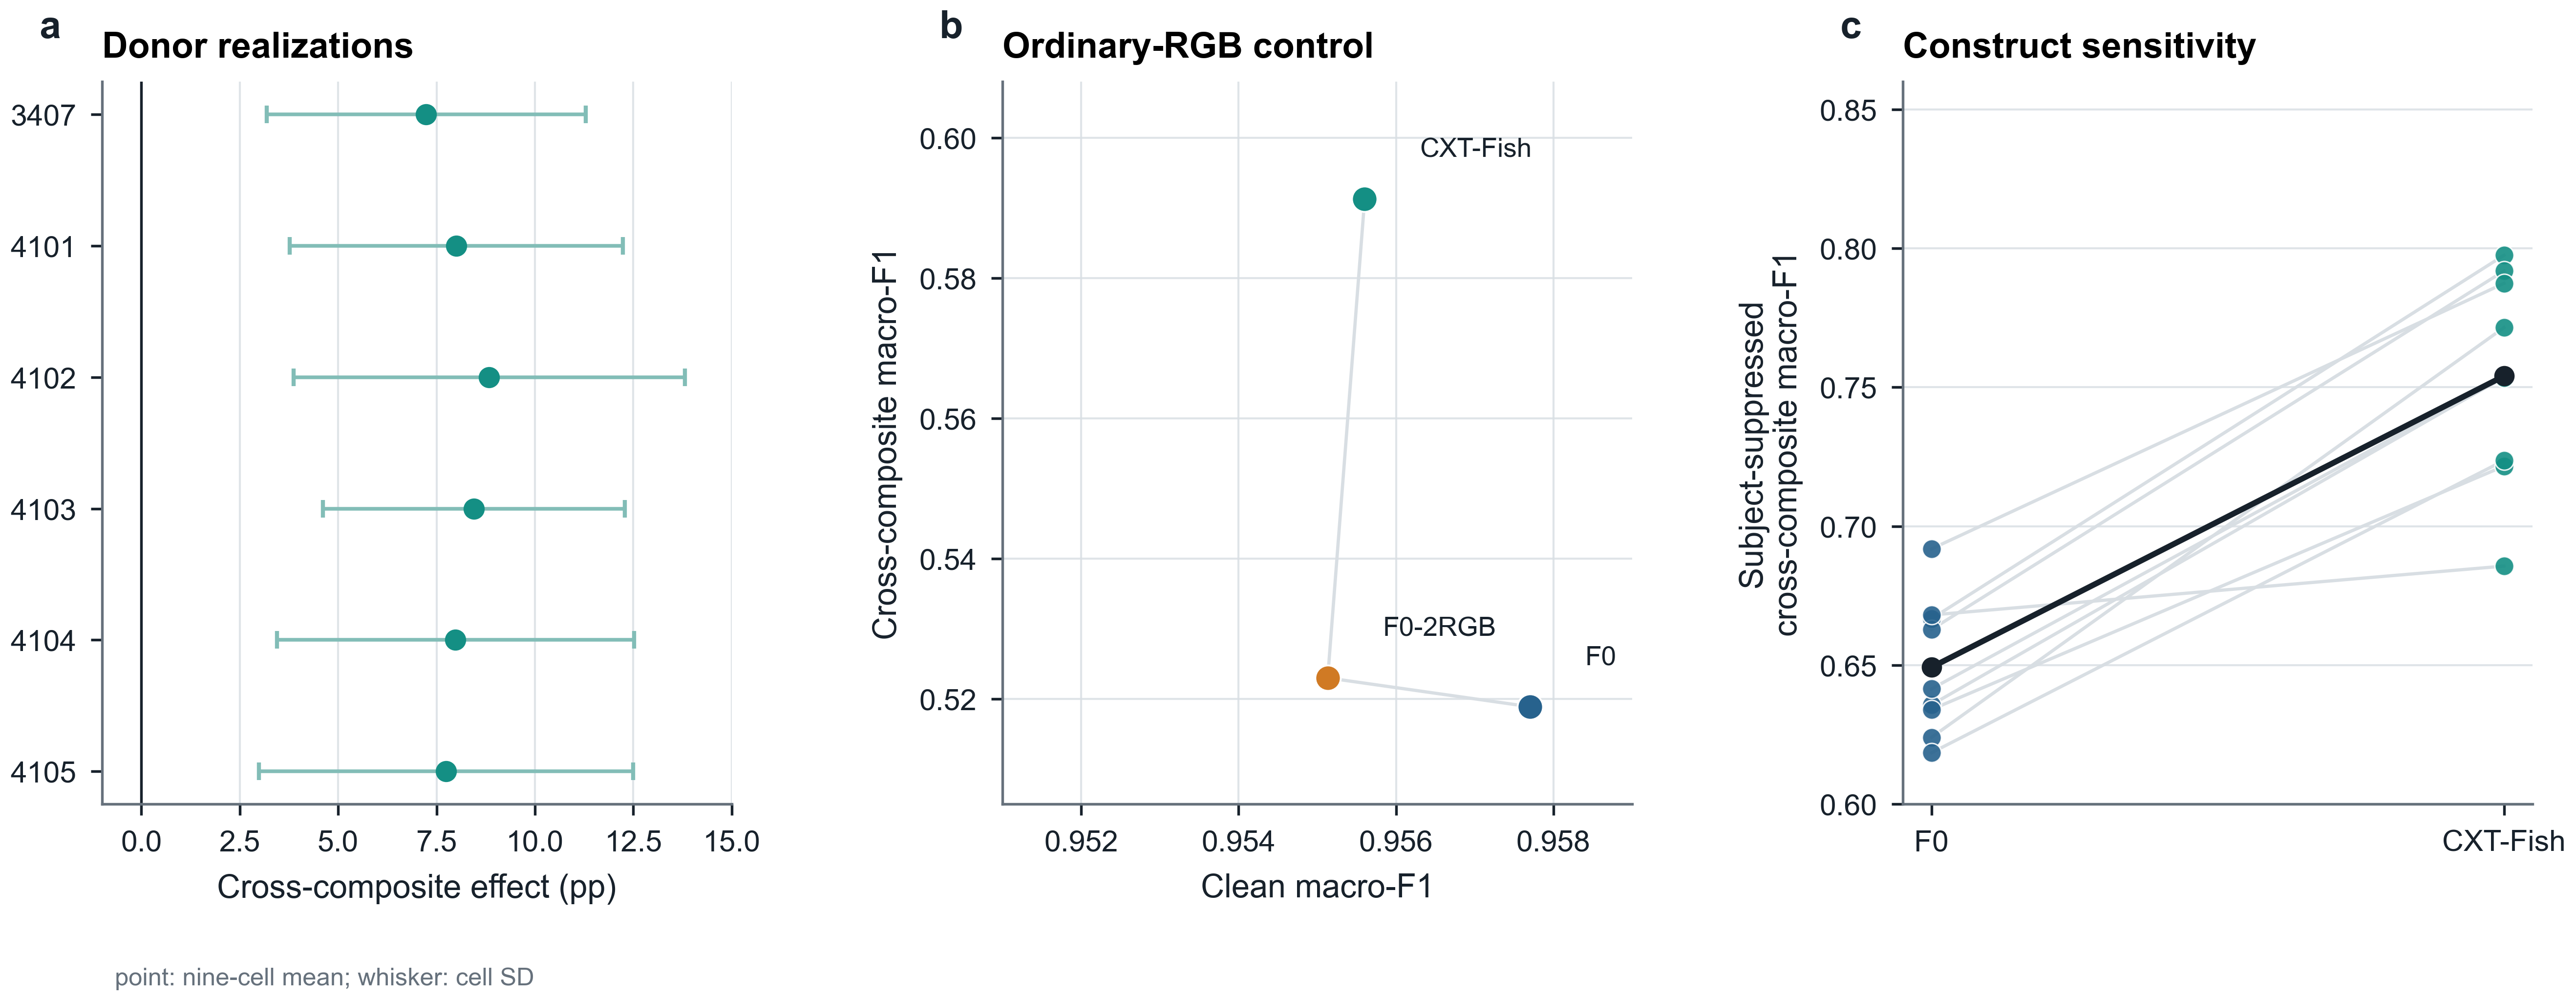 a
Donor realizations
3407
4101
4102
4103
4104
4105
0.0 2.5 5.0 7.5 10.0 12.5 15.0
Cross-composite effect (pp)
point: nine-cell mean; whisker: cell SD
b
Ordinary-RGB control
Cross-composite macro-F1
0.60
0.58
0.56
0.54
0.52
CXT-Fish
F0-2RGB
F0
0.952 0.954 0.956 0.958
Clean macro-F1
c
Construct sensitivity
Subject-suppressed
cross-composite macro-F1
0.85
0.80
0.75
0.70
0.65
0.60
F0 CXT-Fish